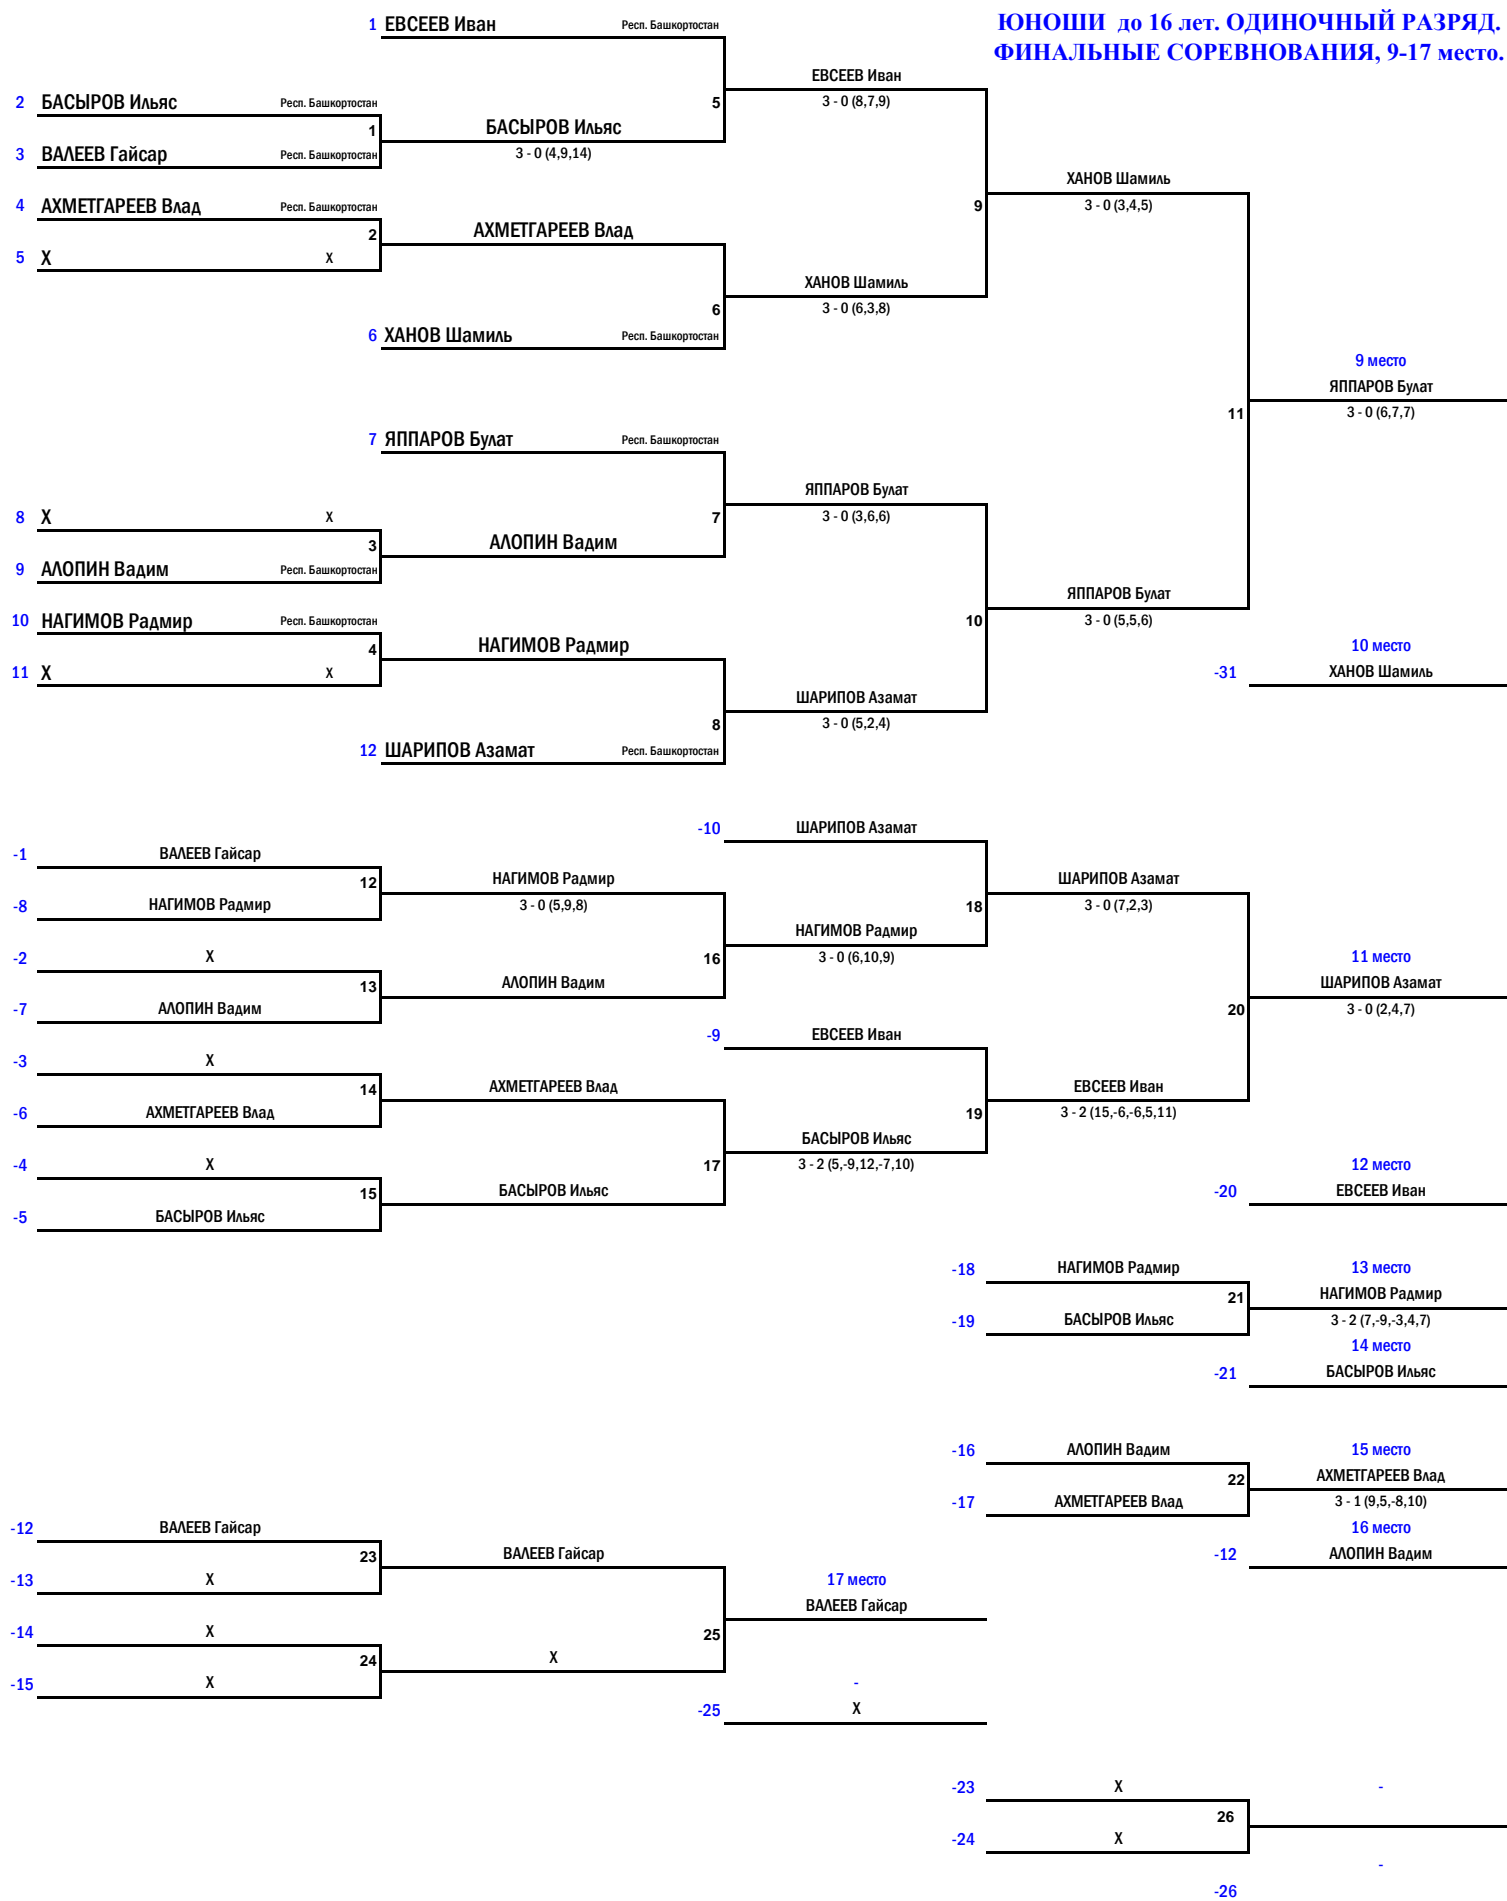 ЮНОШИ до 16 лет. ОДИНОЧНЫЙ РАЗРЯД.
ФИНАЛЬНЫЕ СОРЕВНОВАНИЯ, 9-17 место.
1 ЕВСЕЕВ Иван Респ. Башкортостан
ЕВСЕЕВ Иван
2 БАСЫРОВ Ильяс Респ. Башкортостан
5
3 - 0 (8,7,9)
1
БАСЫРОВ Ильяс
3 ВАЛЕЕВ Гайсар Респ. Башкортостан
3 - 0 (4,9,14)
ХАНОВ Шамиль
4 АХМЕТГАРЕЕВ Влад Респ. Башкортостан
9
3 - 0 (3,4,5)
2
АХМЕТГАРЕЕВ Влад
5 X X
ХАНОВ Шамиль
6
3 - 0 (6,3,8)
6 ХАНОВ Шамиль Респ. Башкортостан
9 место
ЯППАРОВ Булат
11
3 - 0 (6,7,7)
7 ЯППАРОВ Булат Респ. Башкортостан
ЯППАРОВ Булат
8 X X
7
3 - 0 (3,6,6)
3
АЛОПИН Вадим
9 АЛОПИН Вадим Респ. Башкортостан
ЯППАРОВ Булат
10 НАГИМОВ Радмир Респ. Башкортостан
10
3 - 0 (5,5,6)
4
НАГИМОВ Радмир
10 место
11 X X
-31 ХАНОВ Шамиль
ШАРИПОВ Азамат
8
3 - 0 (5,2,4)
12 ШАРИПОВ Азамат Респ. Башкортостан
-10 ШАРИПОВ Азамат
-1 ВАЛЕЕВ Гайсар
12
НАГИМОВ Радмир
ШАРИПОВ Азамат
-8 НАГИМОВ Радмир
3 - 0 (5,9,8)
18
3 - 0 (7,2,3)
НАГИМОВ Радмир
-2 X
16
3 - 0 (6,10,9)
11 место
13
АЛОПИН Вадим
ШАРИПОВ Азамат
-7 АЛОПИН Вадим
20
3 - 0 (2,4,7)
-9 ЕВСЕЕВ Иван
-3 X
14
АХМЕТГАРЕЕВ Влад
ЕВСЕЕВ Иван
-6 АХМЕТГАРЕЕВ Влад
19
3 - 2 (15,-6,-6,5,11)
БАСЫРОВ Ильяс
-4 X
17
3 - 2 (5,-9,12,-7,10)
12 место
15
БАСЫРОВ Ильяс
-20 ЕВСЕЕВ Иван
-5 БАСЫРОВ Ильяс
-18 НАГИМОВ Радмир
13 место
21
НАГИМОВ Радмир
-19 БАСЫРОВ Ильяс
3 - 2 (7,-9,-3,4,7)
14 место
-21 БАСЫРОВ Ильяс
-16 АЛОПИН Вадим
15 место
22
АХМЕТГАРЕЕВ Влад
-17 АХМЕТГАРЕЕВ Влад
3 - 1 (9,5,-8,10)
-12 ВАЛЕЕВ Гайсар
16 место
23
ВАЛЕЕВ Гайсар
-12 АЛОПИН Вадим
-13 X
17 место
ВАЛЕЕВ Гайсар
-14 X
25
24
X
-15 X
-
-25 X
-23 X
-
26
-24 X
-
-26